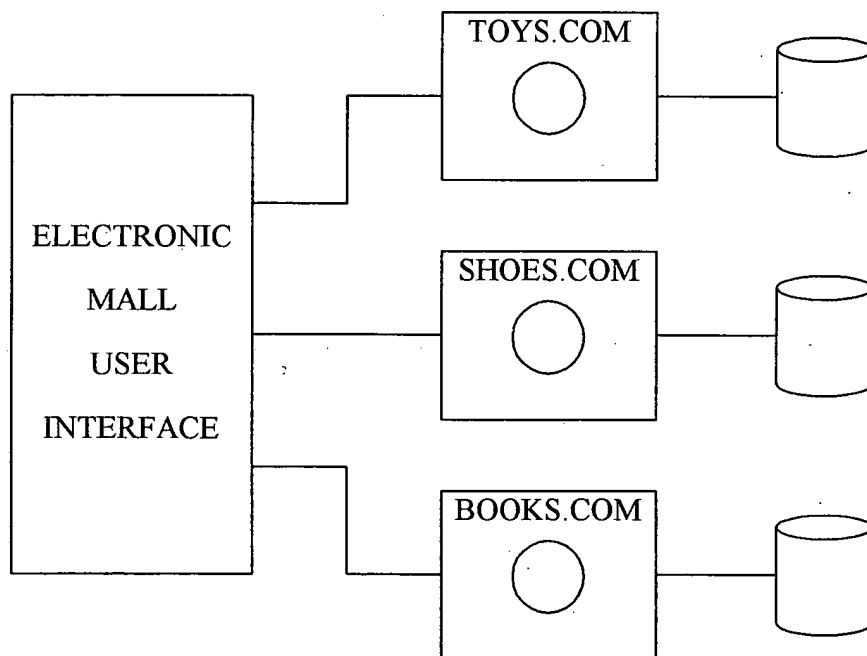 TOYS.COM
ELECTRONIC
MALL
USER
INTERFACE
SHOES.COM
BOOKS.COM